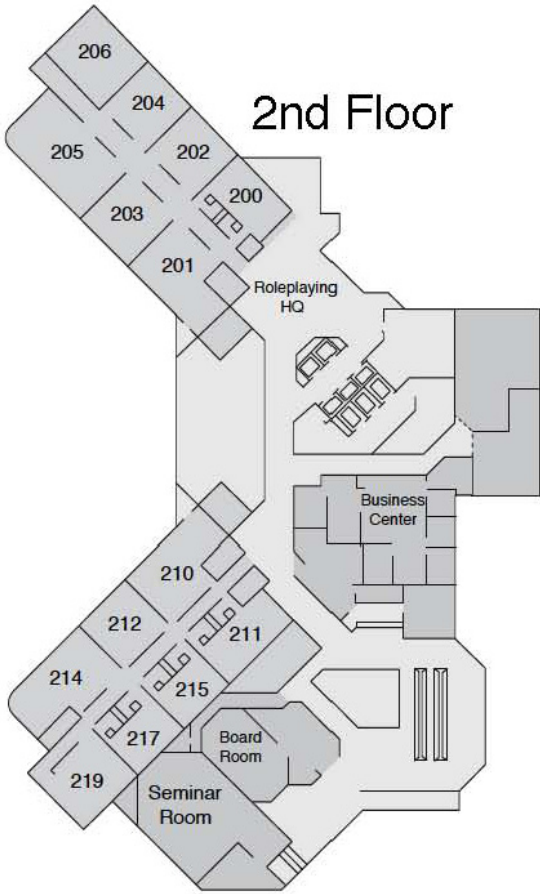 2nd Floor
206
204
205
202
200
203
201
Roleplaying
HQ
Business
Center
210
212
211
214
215
217
219
Board
Room
Seminar
Room